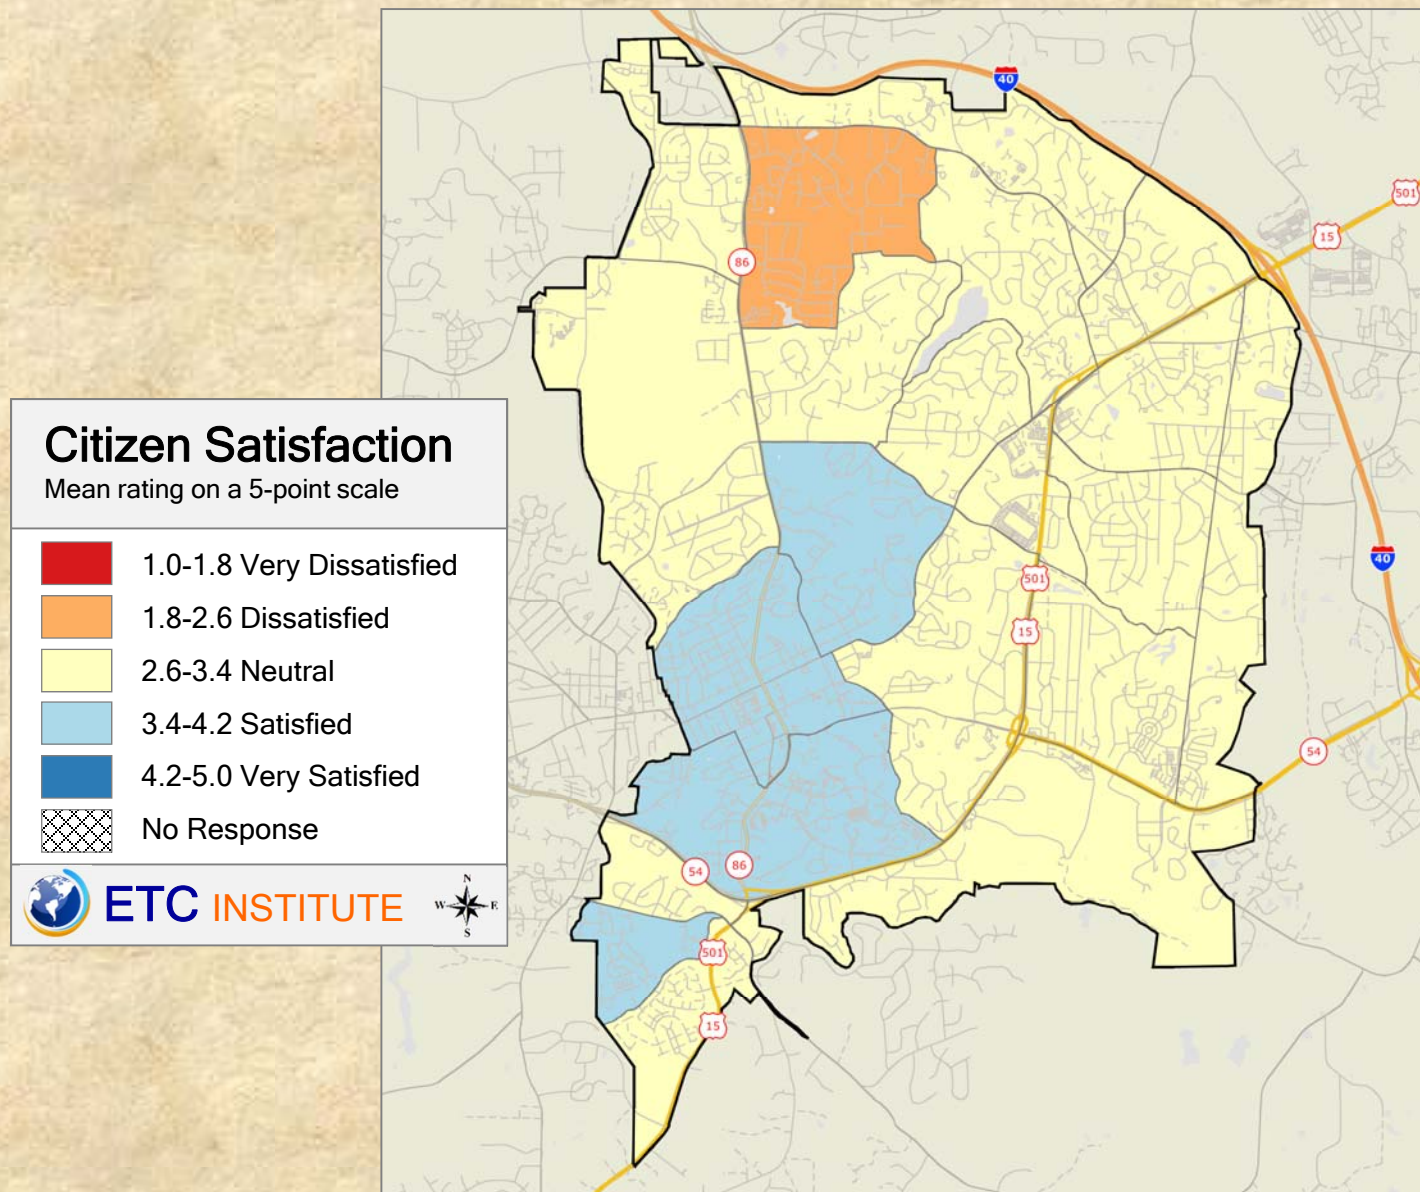 Citizen Satisfaction
Mean rating on a 5-point scale
1.0-1.8 Very Dissatisfied
1.8-2.6 Dissatisfied
2.6-3.4 Neutral
3.4-4.2 Satisfied
4.2-5.0 Very Satisfied
No Response
ETC INSTITUTE
N
W E
S
40
501
15
86
501
40
15
54
54
86
501
15